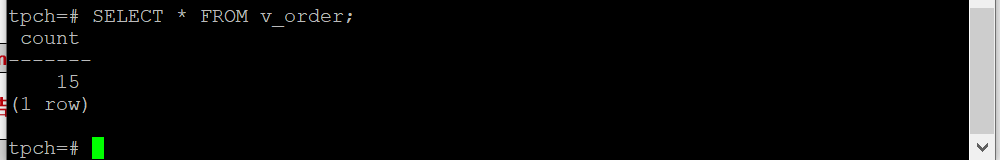 tpch=# SELECT * FROM v_order;
 count
-------
    15
(1 row)
tpch=#